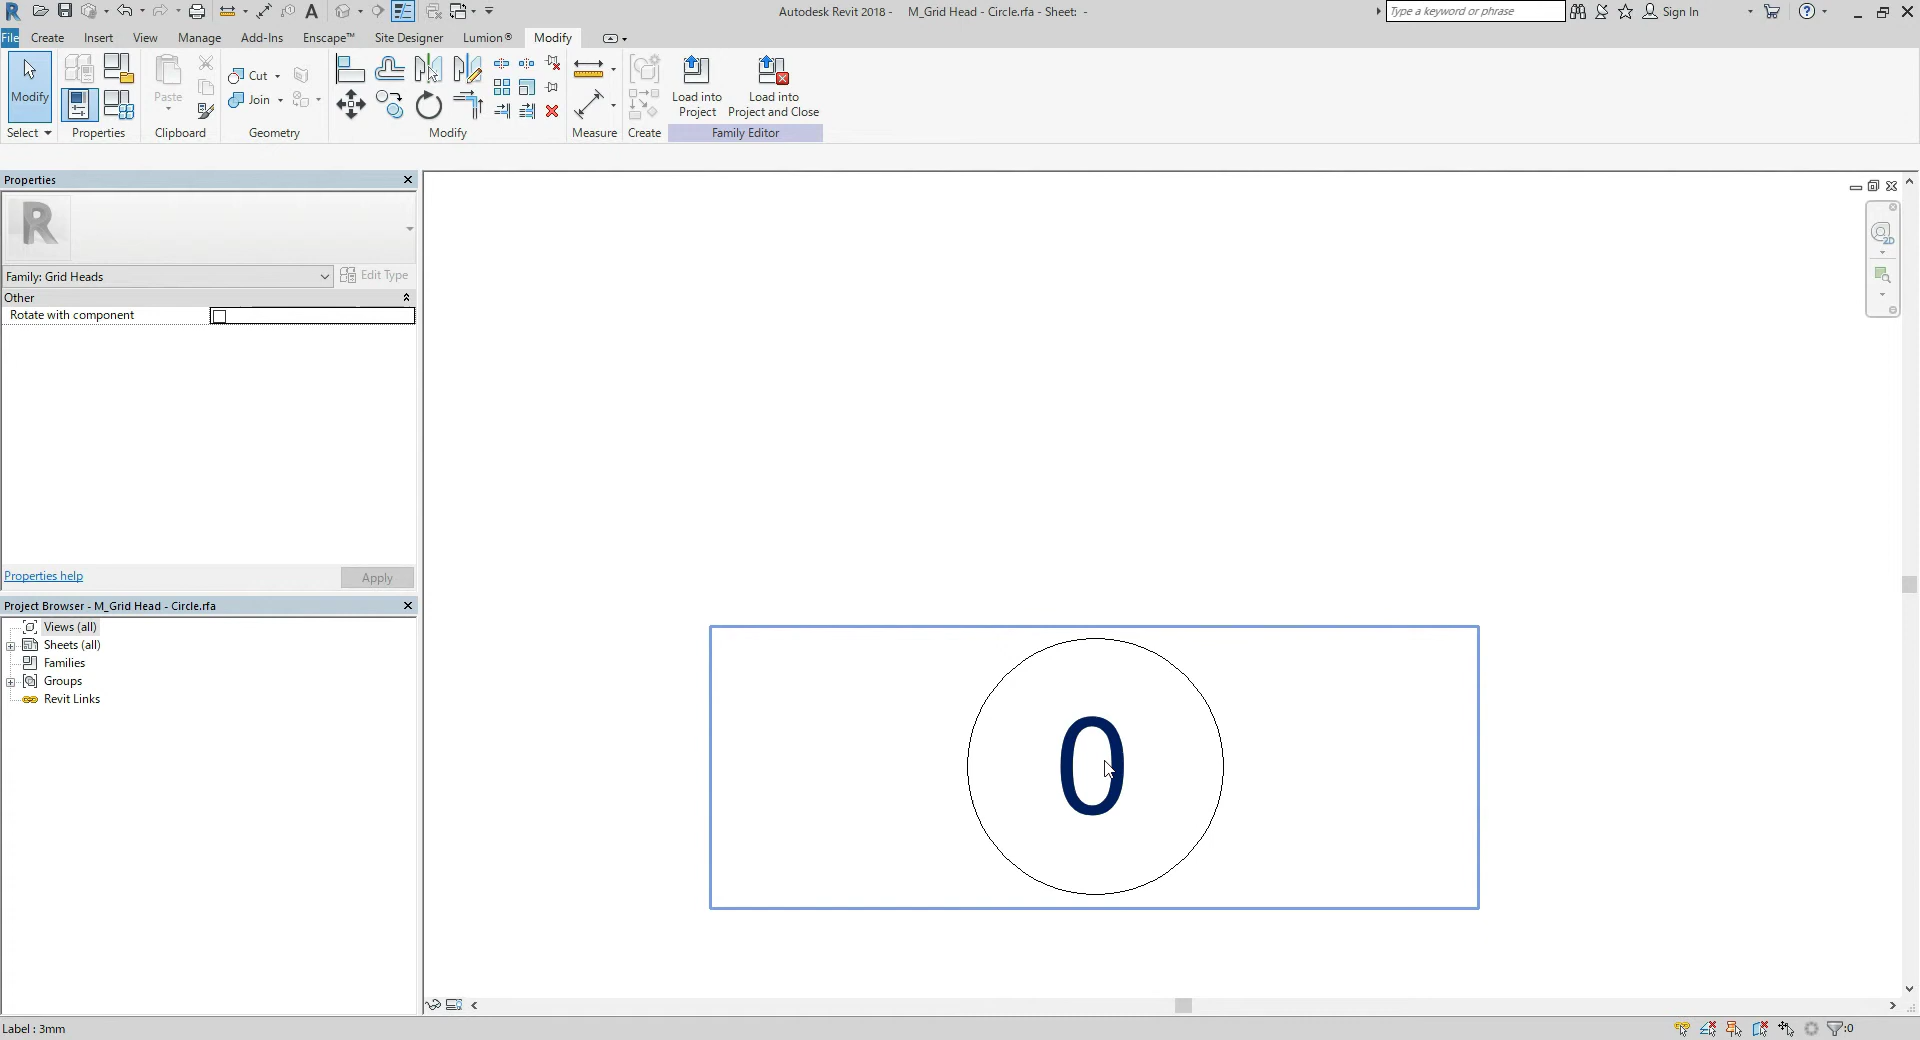 Autodesk Revit 2018 - M_Grid Head - Circle.rfa - Sheet: -
Type a keyword or phrase
Sign In
File Create Insert View Manage Add-Ins Enscape™ Site Designer Lumion® Modify
Modify
Paste
Cut
Join
Load into Project
Load into Project and Close
Select Properties Clipboard Geometry Modify Measure Create Family Editor
Properties
R
Family: Grid Heads
Edit Type
Other
Rotate with component
Properties help
Apply
Project Browser - M_Grid Head - Circle.rfa
Views (all)
Sheets (all)
Families
Groups
Revit Links
2D
0
Label : 3mm
:0